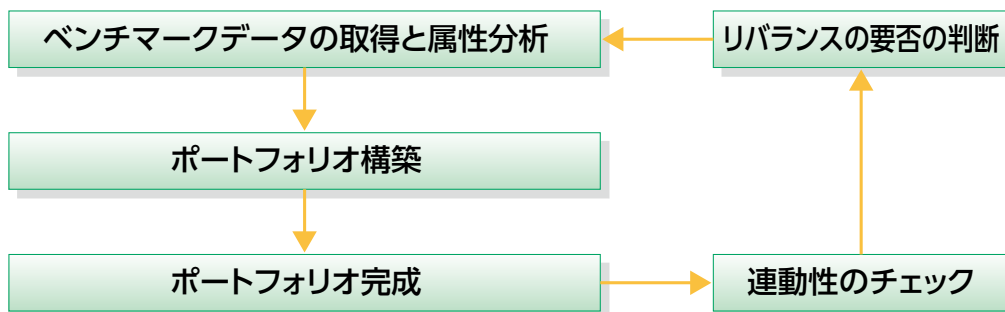 ベンチマークデータの取得と属性分析
リバランスの要否の判断
ポートフォリオ構築
ポートフォリオ完成
連動性のチェック